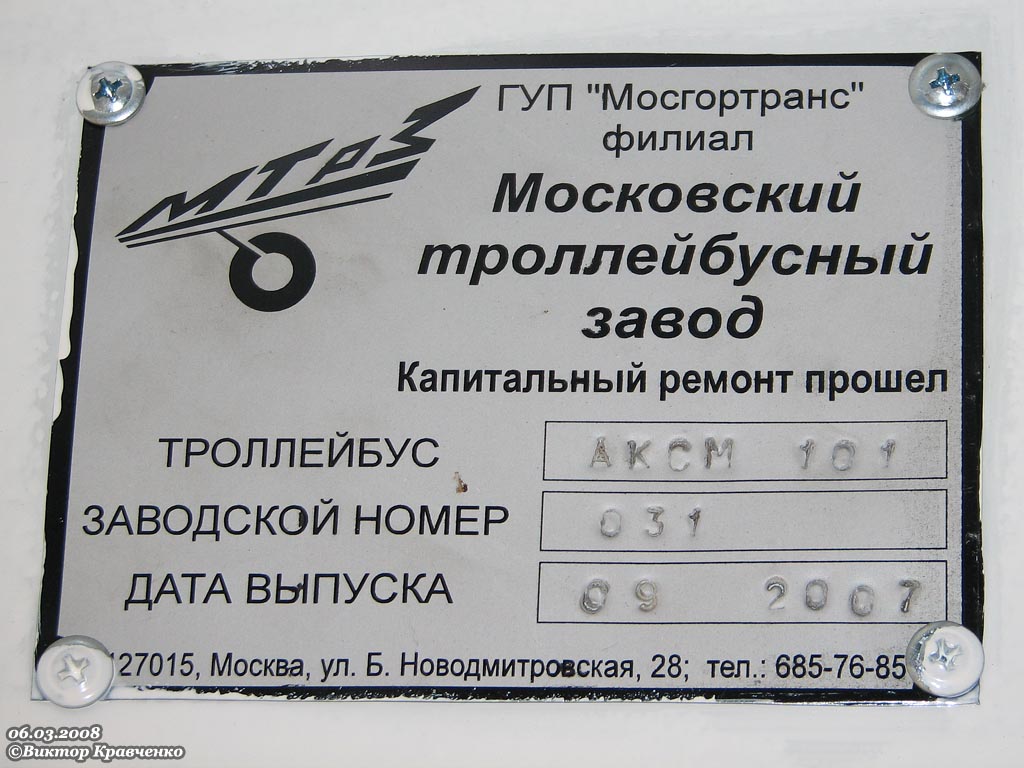 МТрЗ
ГУП "Мосгортранс"
филиал
Московский
троллейбусный
завод
Капитальный ремонт прошел
ТРОЛЛЕЙБУС АКСМ 101
ЗАВОДСКОЙ НОМЕР 031
ДАТА ВЫПУСКА 09 2007
127015, Москва, ул. Б. Новодмитровская, 28; тел.: 685-76-85
06.03.2008
©Виктор Кравченко